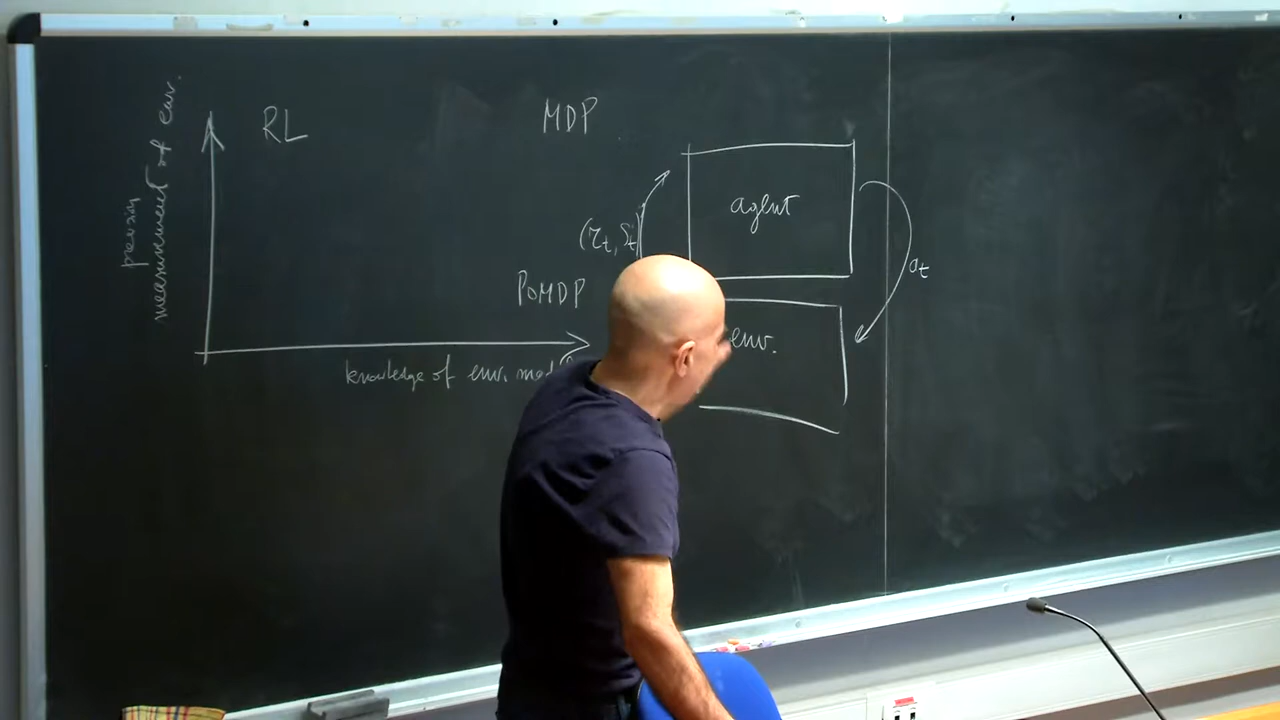 precision
measurement of env.
RL
MDP
agent
(r_t, s_t
a_t
PoMDP
env.
knowledge of env. mod